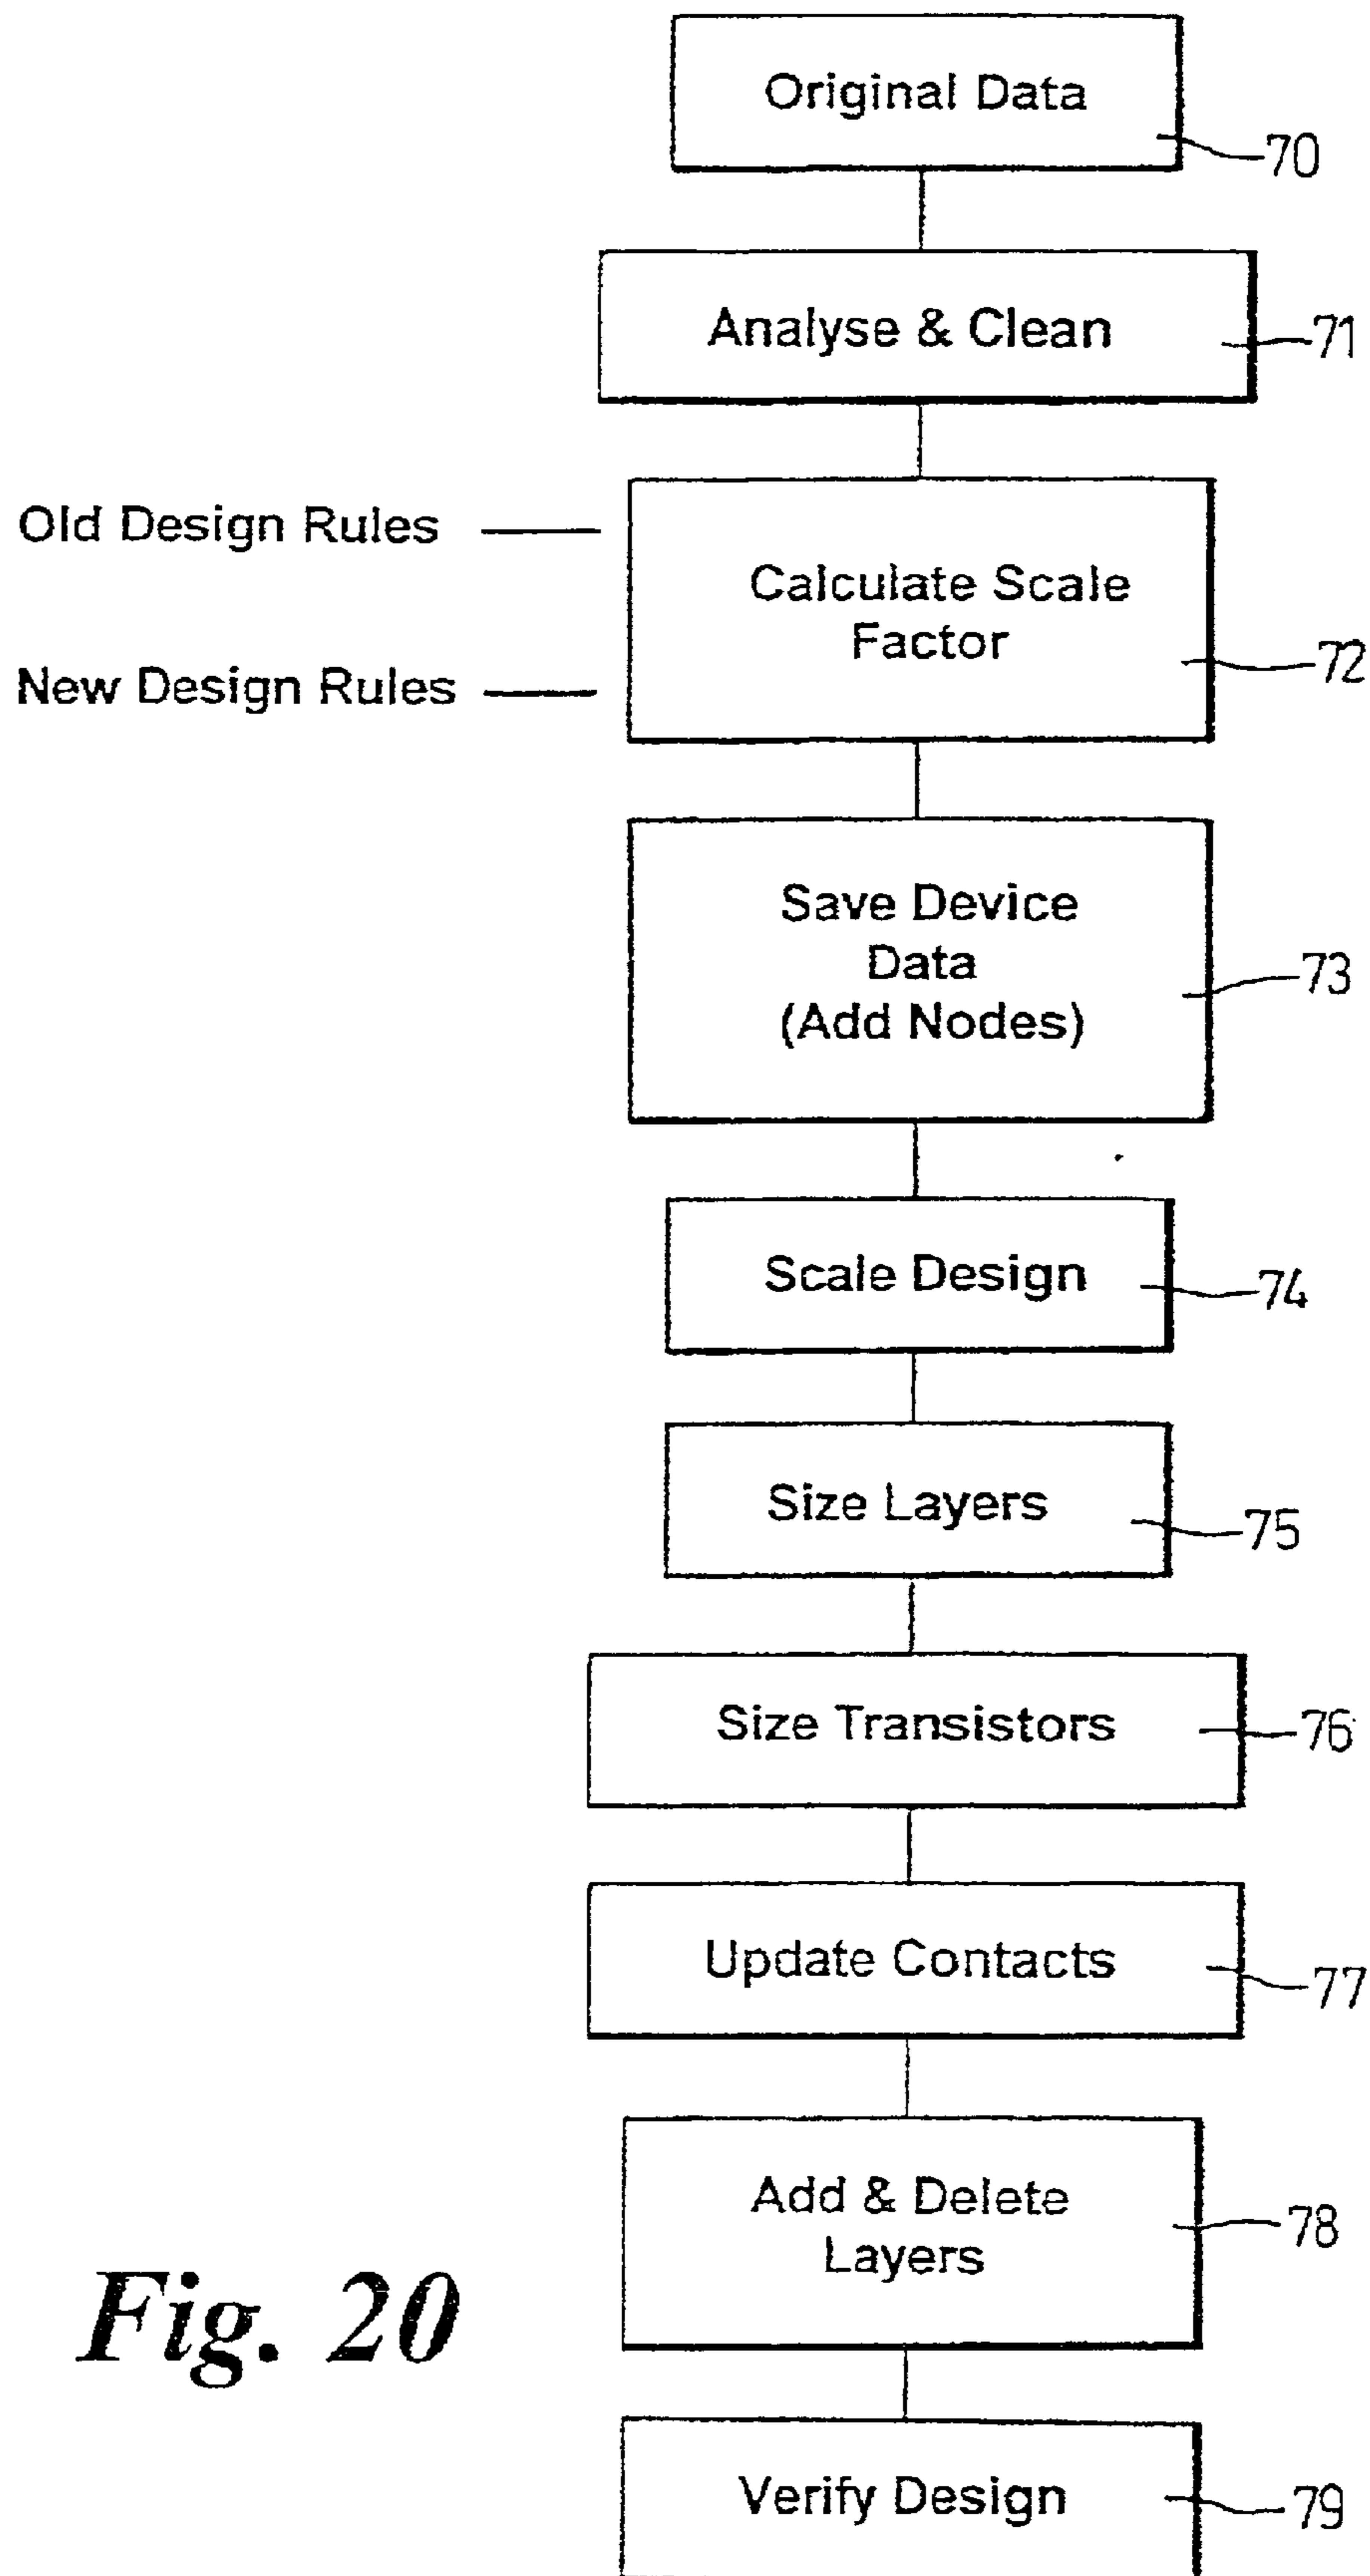 Original Data
70
Analyse & Clean
71
Old Design Rules
Calculate Scale
Factor
New Design Rules
72
Save Device
Data
(Add Nodes)
73
Scale Design
74
Size Layers
75
Size Transistors
76
Update Contacts
77
Add & Delete
Layers
78
Verify Design
79
Fig. 20